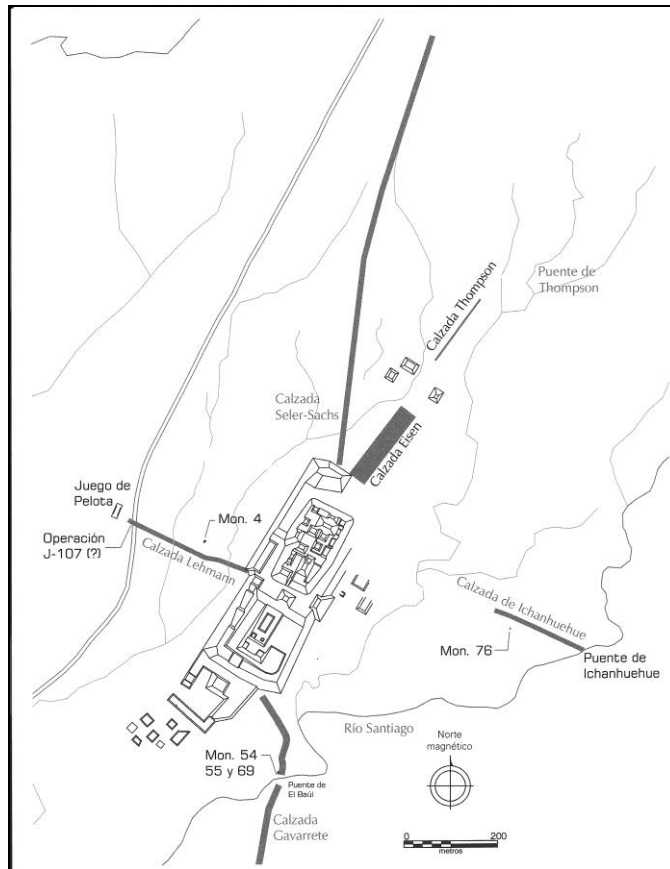 Puente de
Thompson
Calzada Thompson
Calzada
Seler-Sachs
Calzada Eisen
Juego de
Pelota
Mon. 4
Operación
J-107 (?)
Calzada Lehmann
Calzada de Ichanhuehue
Mon. 76
Puente de
Ichanhuehue
Río Santiago
Norte
magnético
Mon. 54
55 y 69
Puente de
El Baúl
Calzada
Gavarrete
0 200
metros